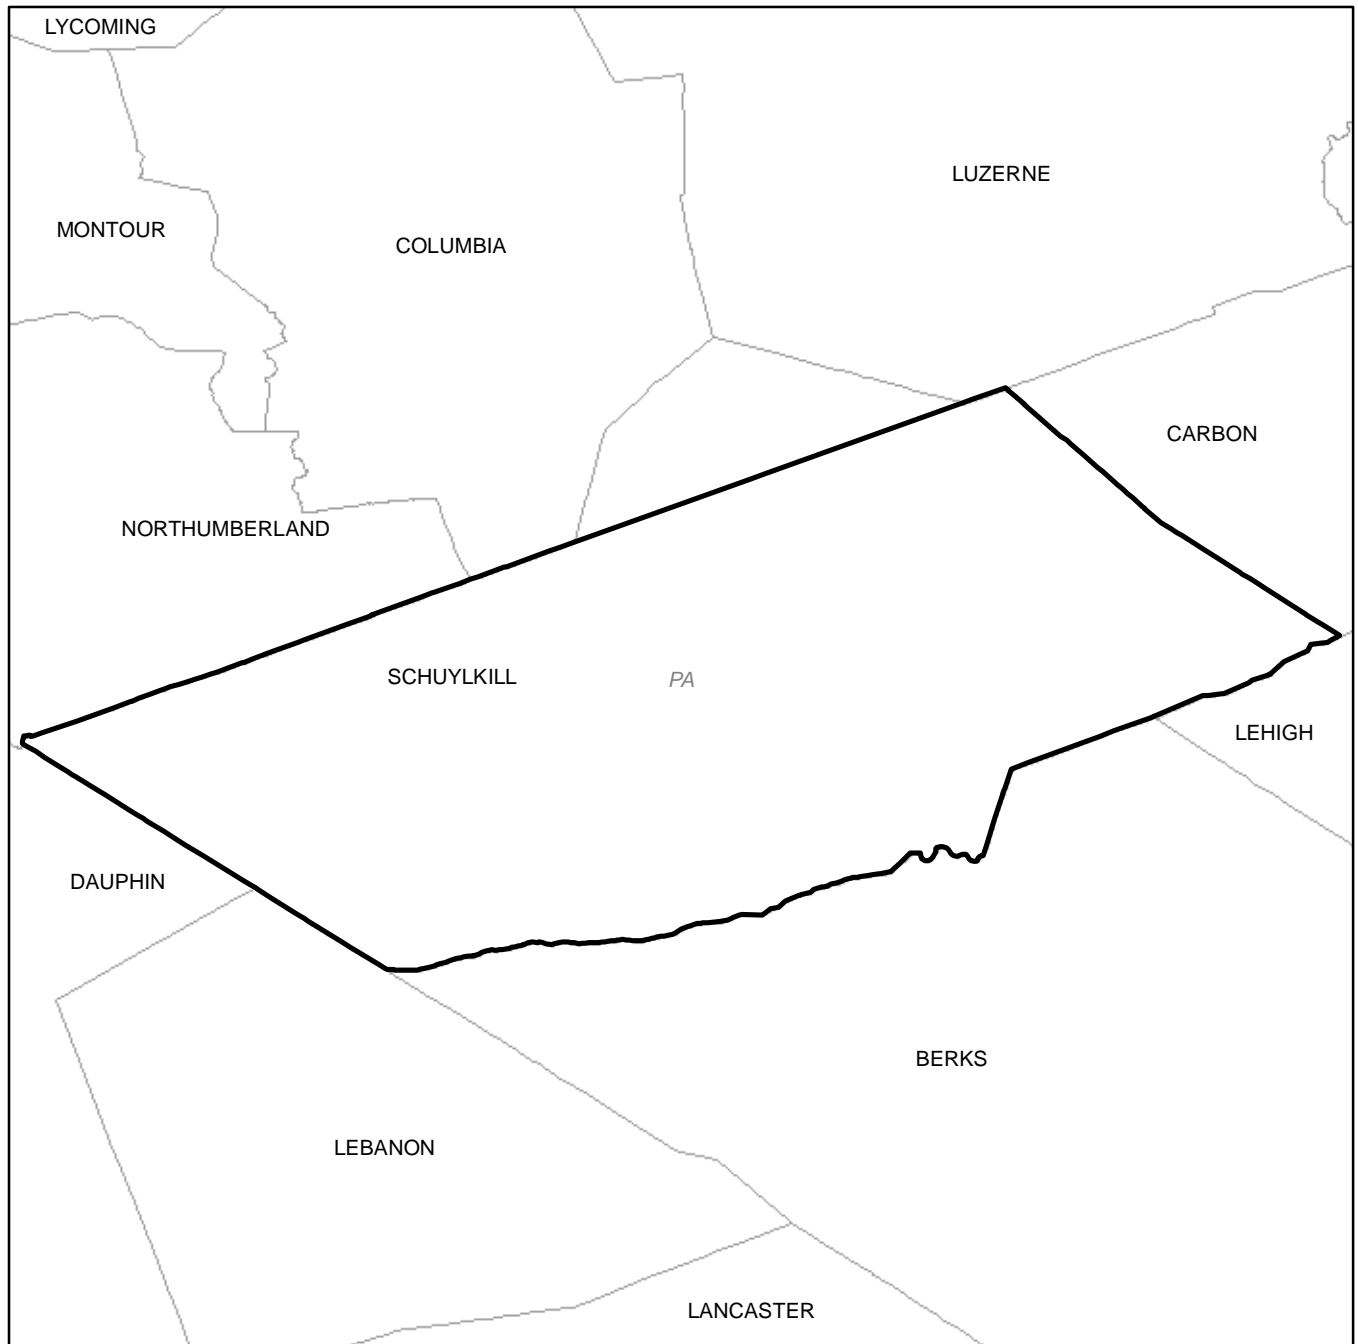 LYCOMING
LUZERNE
MONTOUR
COLUMBIA
CARBON
NORTHUMBERLAND
SCHUYLKILL
PA
LEHIGH
DAUPHIN
BERKS
LEBANON
LANCASTER